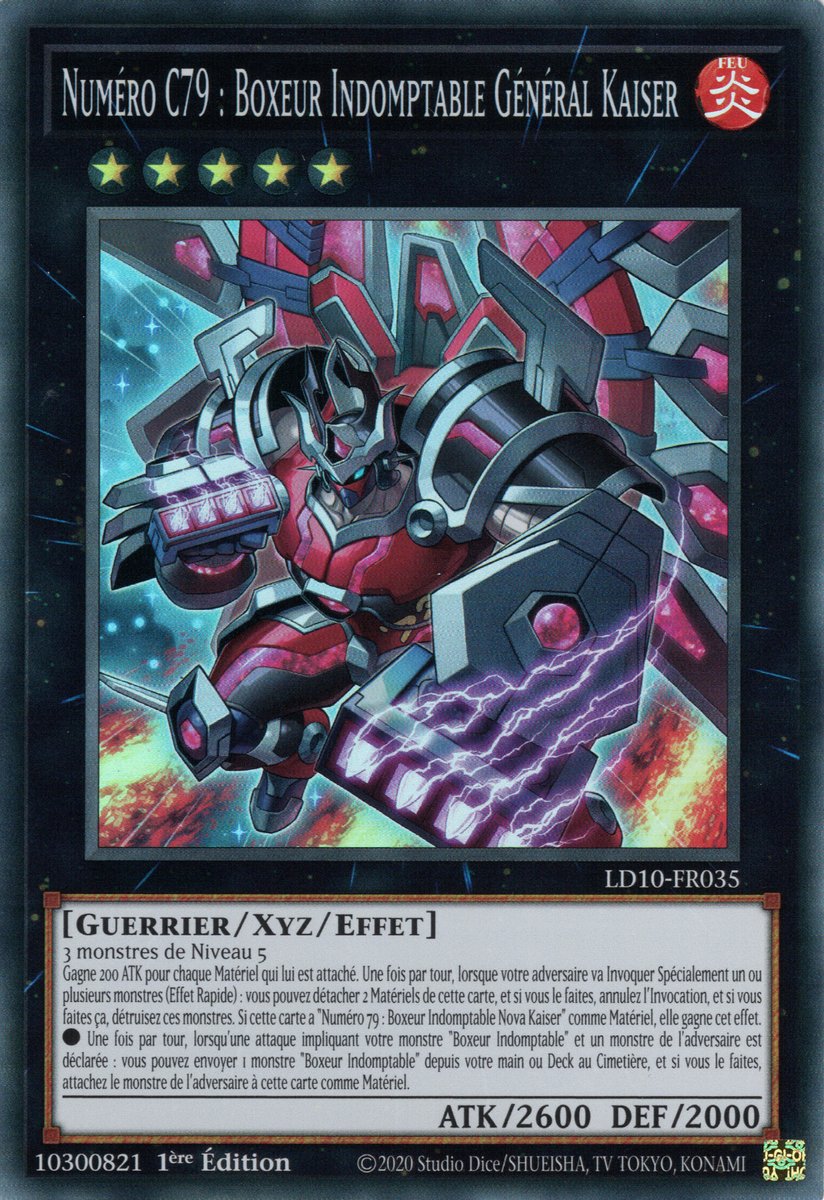 Numéro C79 : Boxeur Indomptable Général Kaiser
FEU
炎
LD10-FR035
[Guerrier/Xyz/Effet]
3 monstres de Niveau 5
Gagne 200 ATK pour chaque Matériel qui lui est attaché. Une fois par tour, lorsque votre adversaire va Invoquer Spécialement un ou
plusieurs monstres (Effet Rapide) : vous pouvez détacher 2 Matériels de cette carte, et si vous le faites, annulez l'Invocation, et si vous
faites ça, détruisez ces monstres. Si cette carte a "Numéro 79 : Boxeur Indomptable Nova Kaiser" comme Matériel, elle gagne cet effet.
● Une fois par tour, lorsqu'une attaque impliquant votre monstre "Boxeur Indomptable" et un monstre de l'adversaire est
déclarée : vous pouvez envoyer 1 monstre "Boxeur Indomptable" depuis votre main ou Deck au Cimetière, et si vous le faites,
attachez le monstre de l'adversaire à cette carte comme Matériel.
ATK/2600 DEF/2000
10300821 1ère Édition
©2020 Studio Dice/SHUEISHA, TV TOKYO, KONAMI